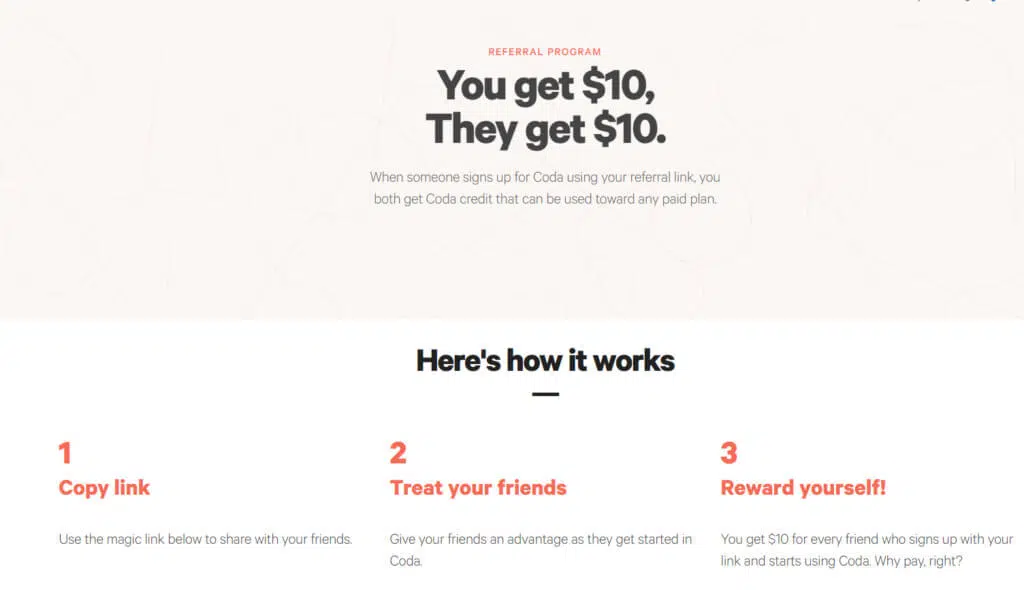 REFERRAL PROGRAM
You get $10,
They get $10.
When someone signs up for Coda using your referral link, you
both get Coda credit that can be used toward any paid plan.
Here's how it works
1
Copy link
Use the magic link below to share with your friends.
2
Treat your friends
Give your friends an advantage as they get started in
Coda.
3
Reward yourself!
You get $10 for every friend who signs up with your
link and starts using Coda. Why pay, right?